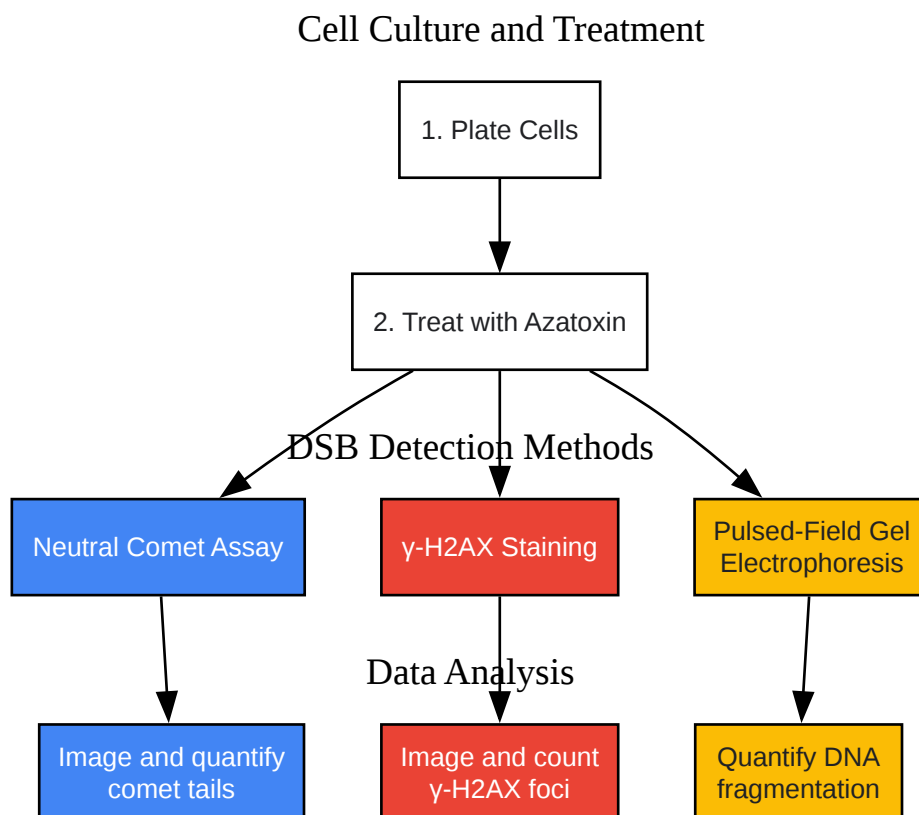 Cell Culture and Treatment
1. Plate Cells
2. Treat with Azatoxin
DSB Detection Methods
Neutral Comet Assay
γ-H2AX Staining
Pulsed-Field Gel
Electrophoresis
Data Analysis
Image and quantify
comet tails
Image and count
γ-H2AX foci
Quantify DNA
fragmentation